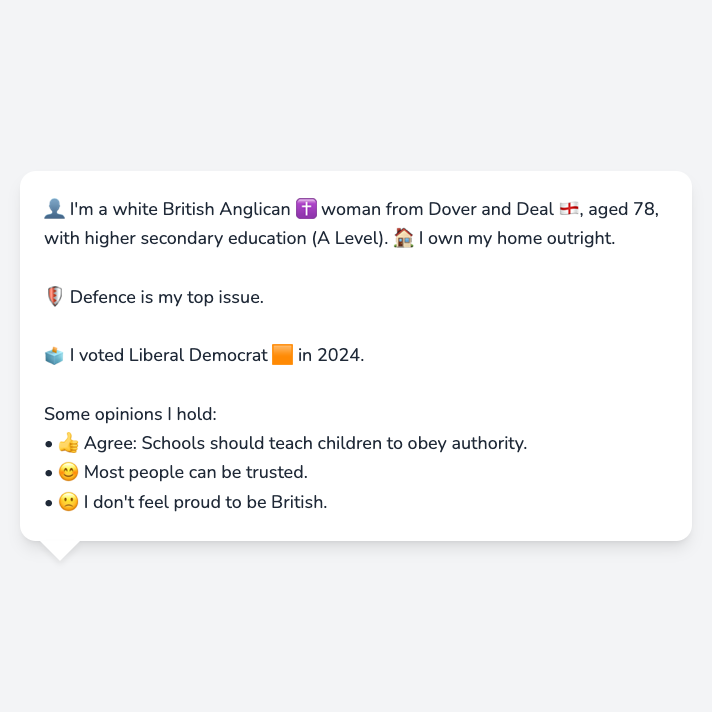 👤 I'm a white British Anglican ✝️ woman from Dover and Deal 🏴󠁧󠁢󠁥󠁮󠁧󠁿, aged 78,
with higher secondary education (A Level). 🏠 I own my home outright.
🛡️ Defence is my top issue.
🗳️ I voted Liberal Democrat 🟧 in 2024.
Some opinions I hold:
• 👍 Agree: Schools should teach children to obey authority.
• 😊 Most people can be trusted.
• 🙁 I don't feel proud to be British.